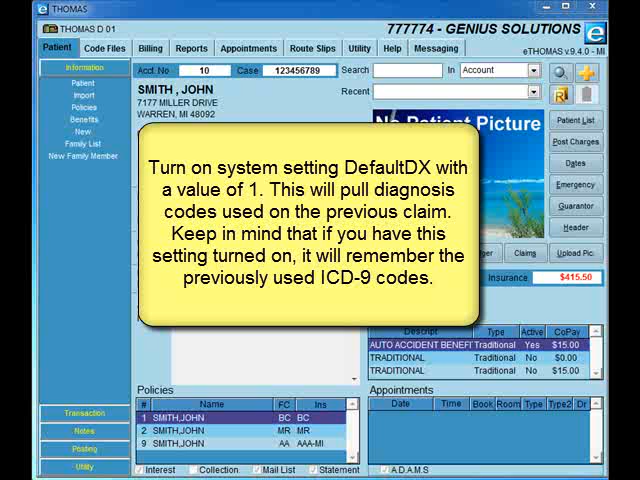 THOMAS
THOMAS D 01
777774 - GENIUS SOLUTIONS
Patient Code Files Billing Reports Appointments Route Slips Utility Help Messaging
eTHOMAS v.9.4.0 - MI
Information
Patient
Import
Policies
Benefits
New
Family List
New Family Member
Acct No 10 Case 123456789 Search In Account
Recent
SMITH , JOHN
7177 MILLER DRIVE
WARREN, MI 48092
No Patient Picture
Patient List
Post Charges
Dates
Emergency
Guarantor
Header
Claims
Upload Pic.
Turn on system setting DefaultDX with
a value of 1. This will pull diagnosis
codes used on the previous claim.
Keep in mind that if you have this
setting turned on, it will remember the
previously used ICD-9 codes.
Insurance: $415.50
Descript Type Active CoPay
AUTO ACCIDENT BENEFI Traditional Yes $15.00
TRADITIONAL Traditional No $0.00
TRADITIONAL Traditional No $15.00
Policies
# Name FC Ins
1 SMITH,JOHN BC BC
2 SMITH,JOHN MR MR
9 SMITH,JOHN AA AAA-MI
Appointments
Date Time Book Room Type Type2 Dr
Transaction
Notes
Posting
Utility
Interest Collection Mail List Statement A.D.A.M.S